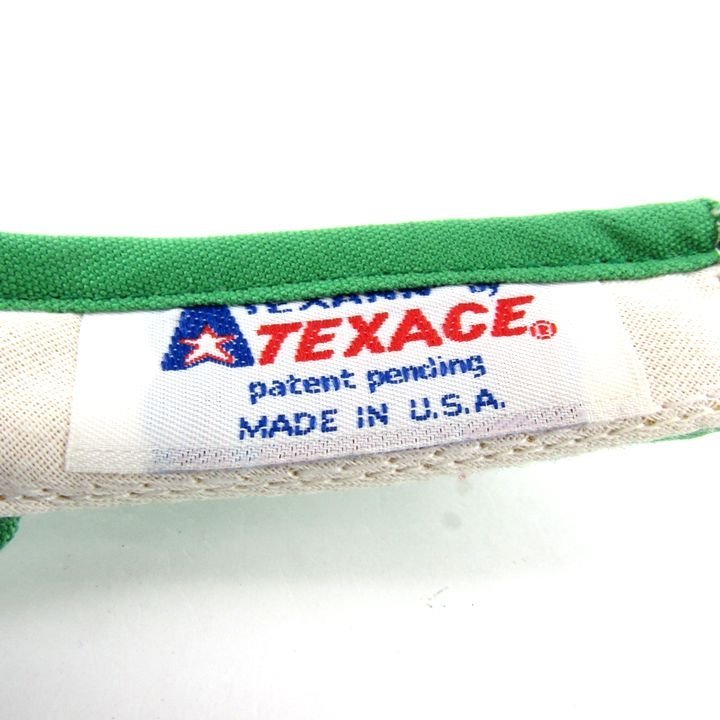 TEXACE®
patent pending
MADE IN U.S.A.